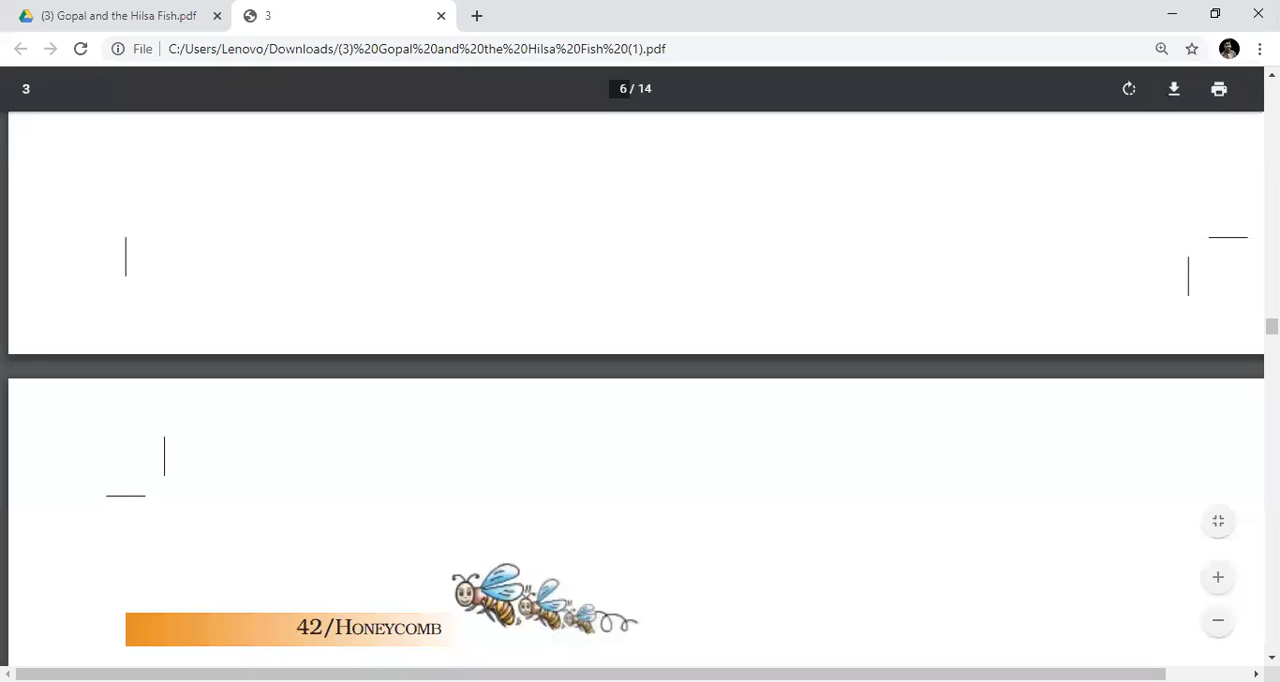 (3) Gopal and the Hilsa Fish.pdf
3
File
C:/Users/Lenovo/Downloads/(3)%20Gopal%20and%20the%20Hilsa%20Fish%20(1).pdf
3
6 / 14
42/HONEYCOMB